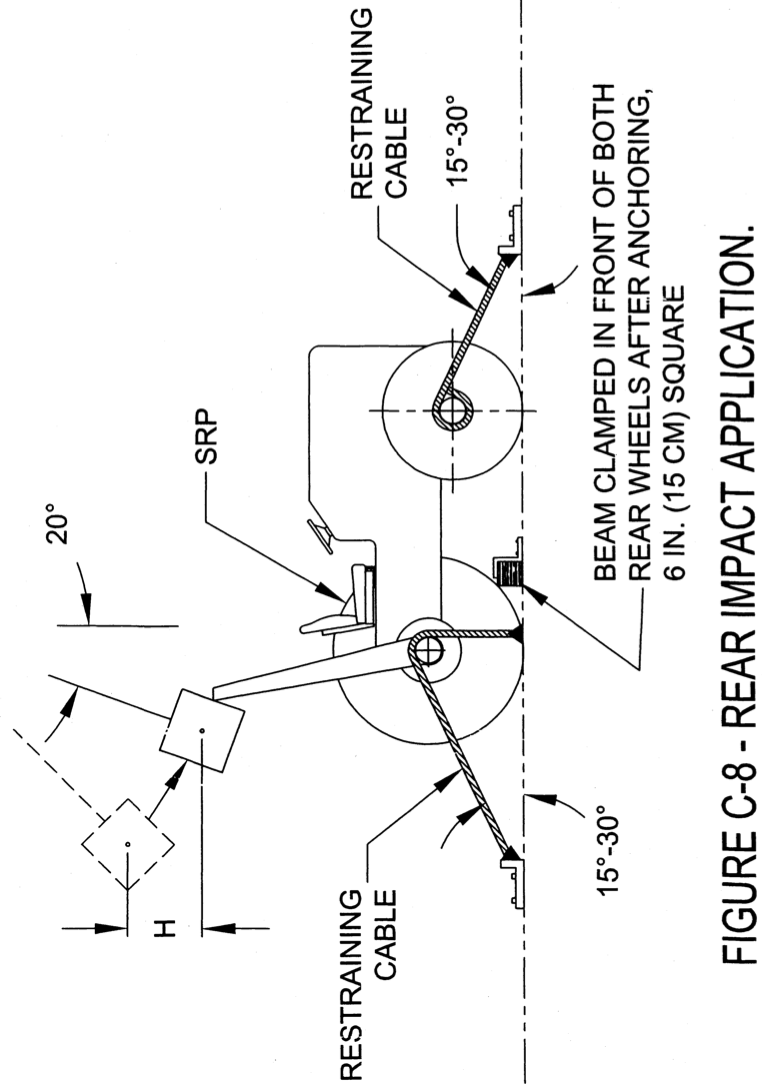 20°
SRP
H
RESTRAINING
CABLE
RESTRAINING
CABLE
15°-30°
15°-30°
BEAM CLAMPED IN FRONT OF BOTH
REAR WHEELS AFTER ANCHORING,
6 IN. (15 CM) SQUARE
FIGURE C-8 - REAR IMPACT APPLICATION.